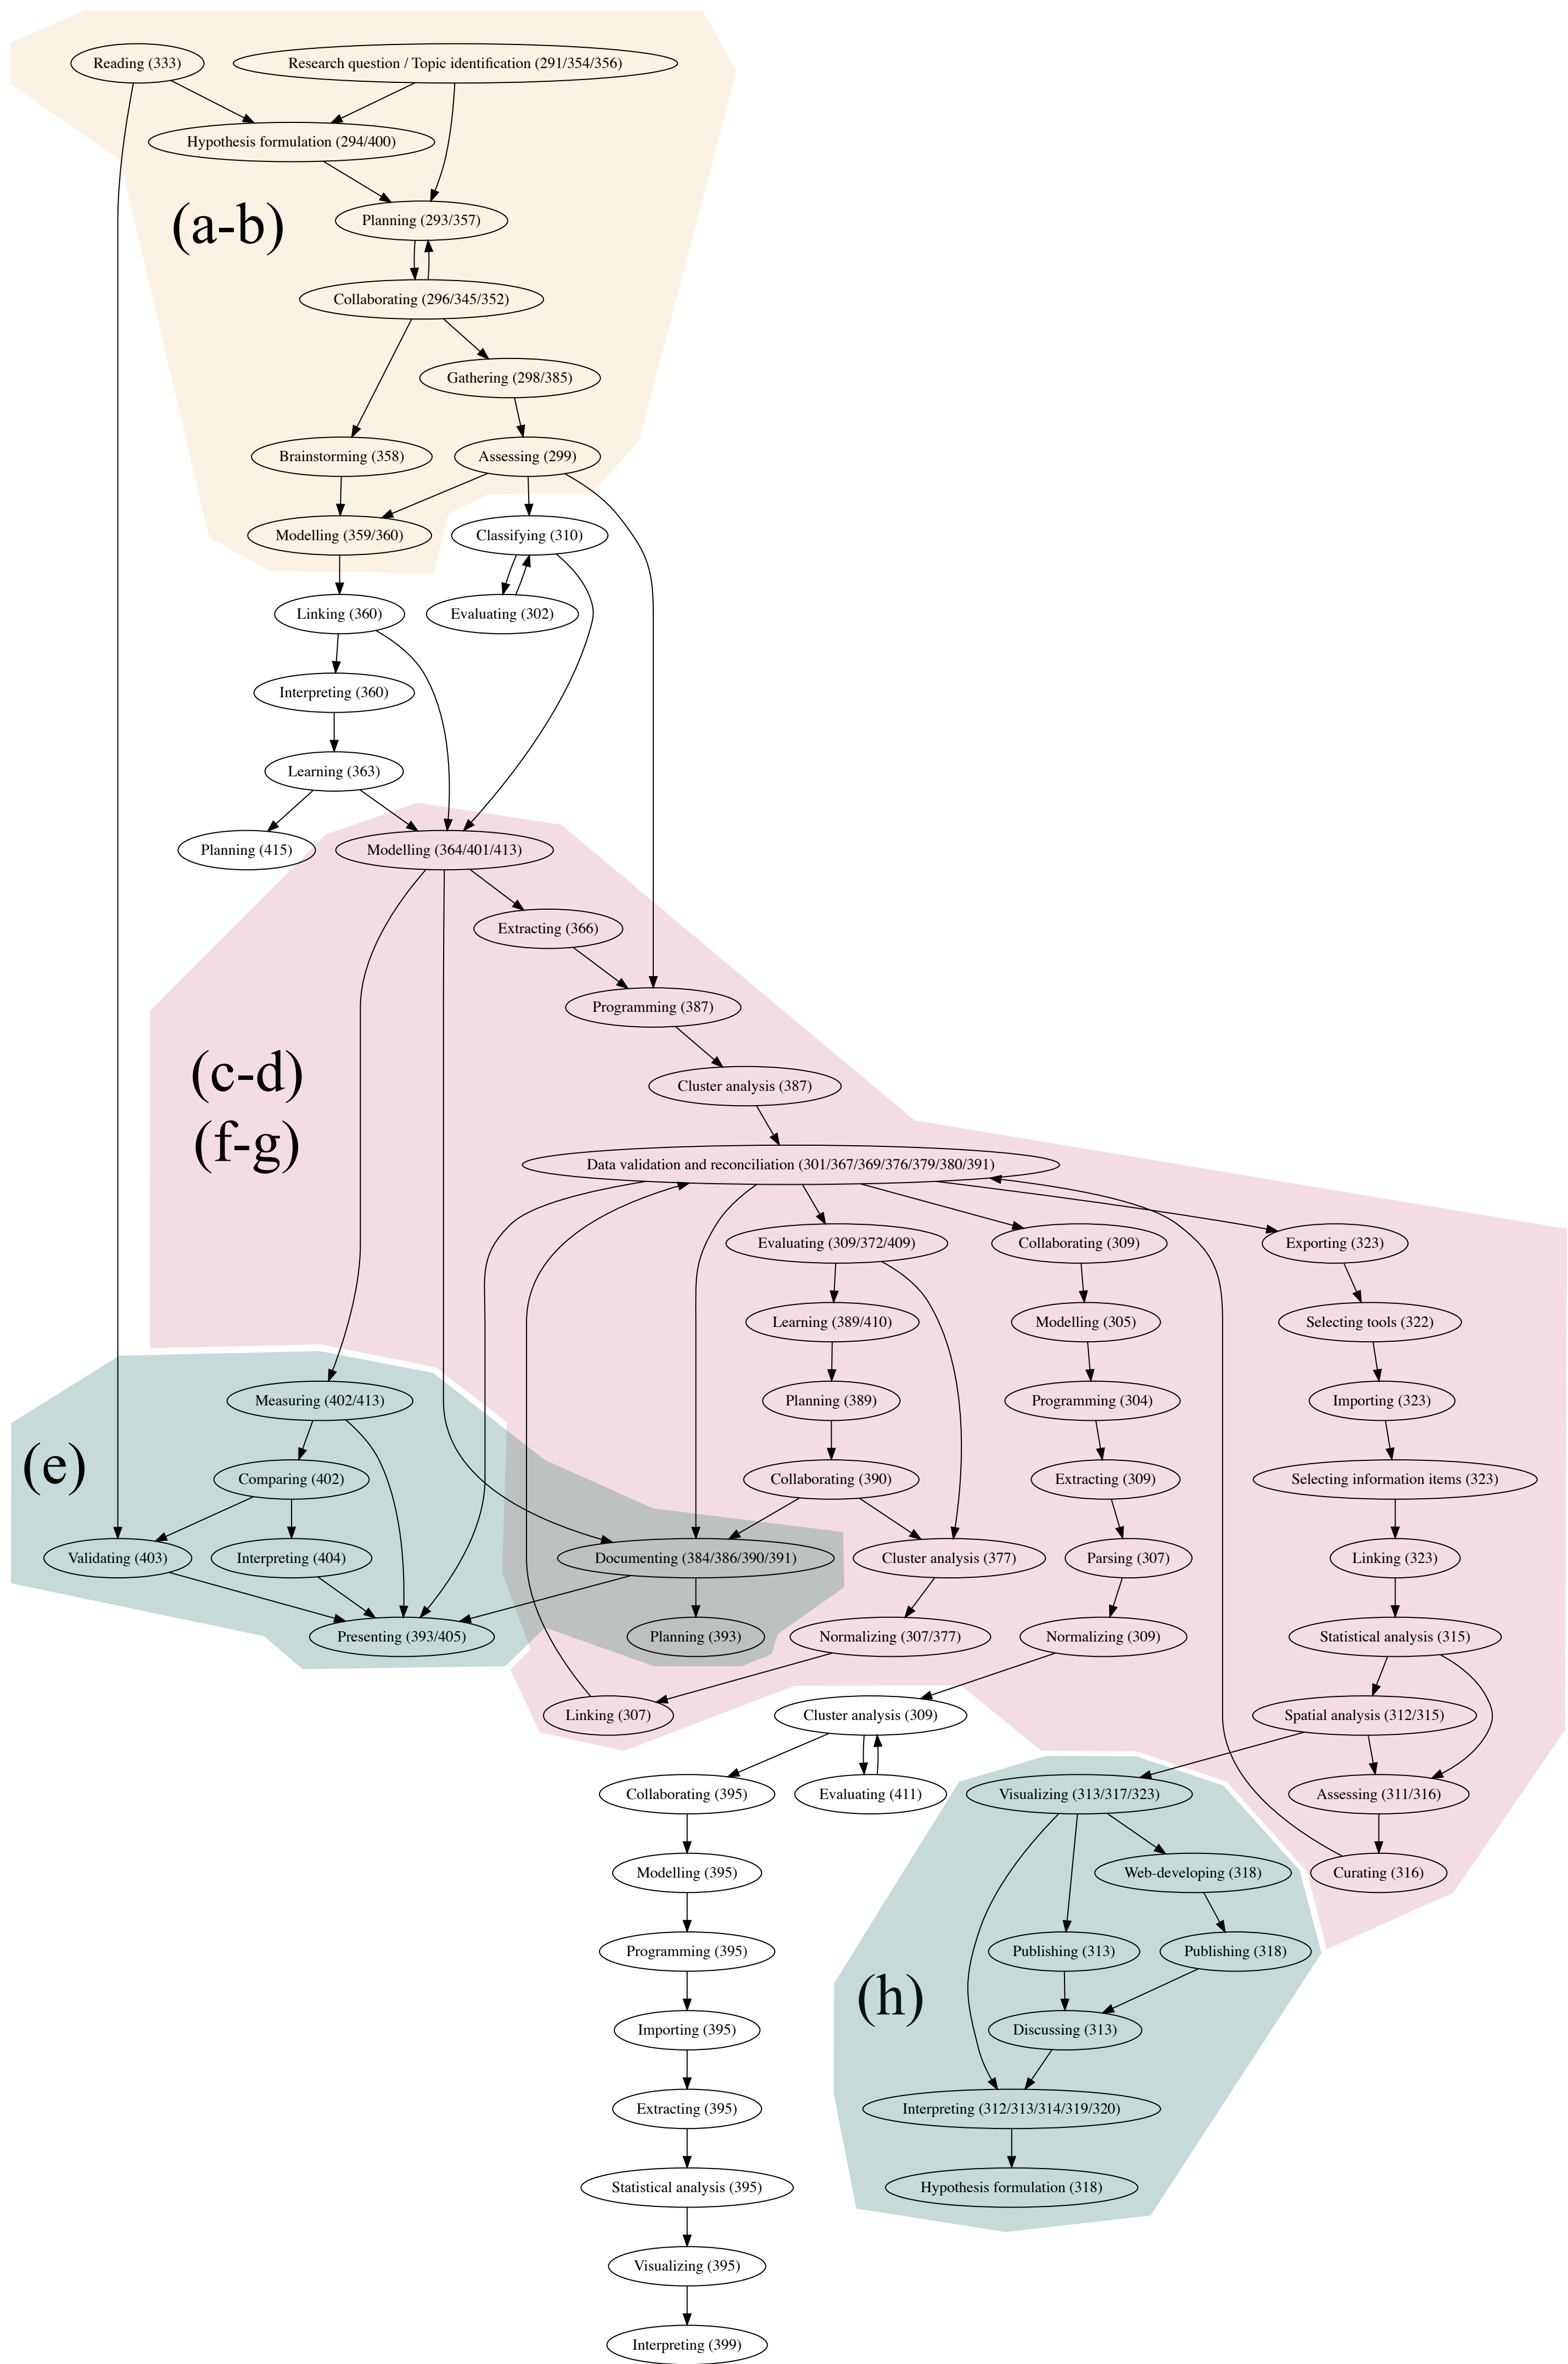 Reading (333)
Research question / Topic identification (291/354/356)
Hypothesis formulation (294/400)
(a-b)
Planning (293/357)
Collaborating (296/345/352)
Gathering (298/385)
Brainstorming (358)
Assessing (299)
Modelling (359/360)
Classifying (310)
Linking (360)
Evaluating (302)
Interpreting (360)
Learning (363)
Planning (415)
Modelling (364/401/413)
Extracting (366)
Programming (387)
(c-d)
(f-g)
Cluster analysis (387)
Data validation and reconciliation (301/367/369/376/379/380/391)
Evaluating (309/372/409)
Collaborating (309)
Exporting (323)
Learning (389/410)
Modelling (305)
Selecting tools (322)
Measuring (402/413)
Planning (389)
Programming (304)
Importing (323)
(e)
Comparing (402)
Collaborating (390)
Extracting (309)
Selecting information items (323)
Validating (403)
Interpreting (404)
Documenting (384/386/390/391)
Cluster analysis (377)
Parsing (307)
Linking (323)
Presenting (393/405)
Planning (393)
Normalizing (307/377)
Normalizing (309)
Statistical analysis (315)
Linking (307)
Cluster analysis (309)
Spatial analysis (312/315)
Collaborating (395)
Evaluating (411)
Visualizing (313/317/323)
Assessing (311/316)
Modelling (395)
Web-developing (318)
Curating (316)
Programming (395)
Publishing (313)
Publishing (318)
(h)
Importing (395)
Discussing (313)
Extracting (395)
Interpreting (312/313/314/319/320)
Statistical analysis (395)
Hypothesis formulation (318)
Visualizing (395)
Interpreting (399)